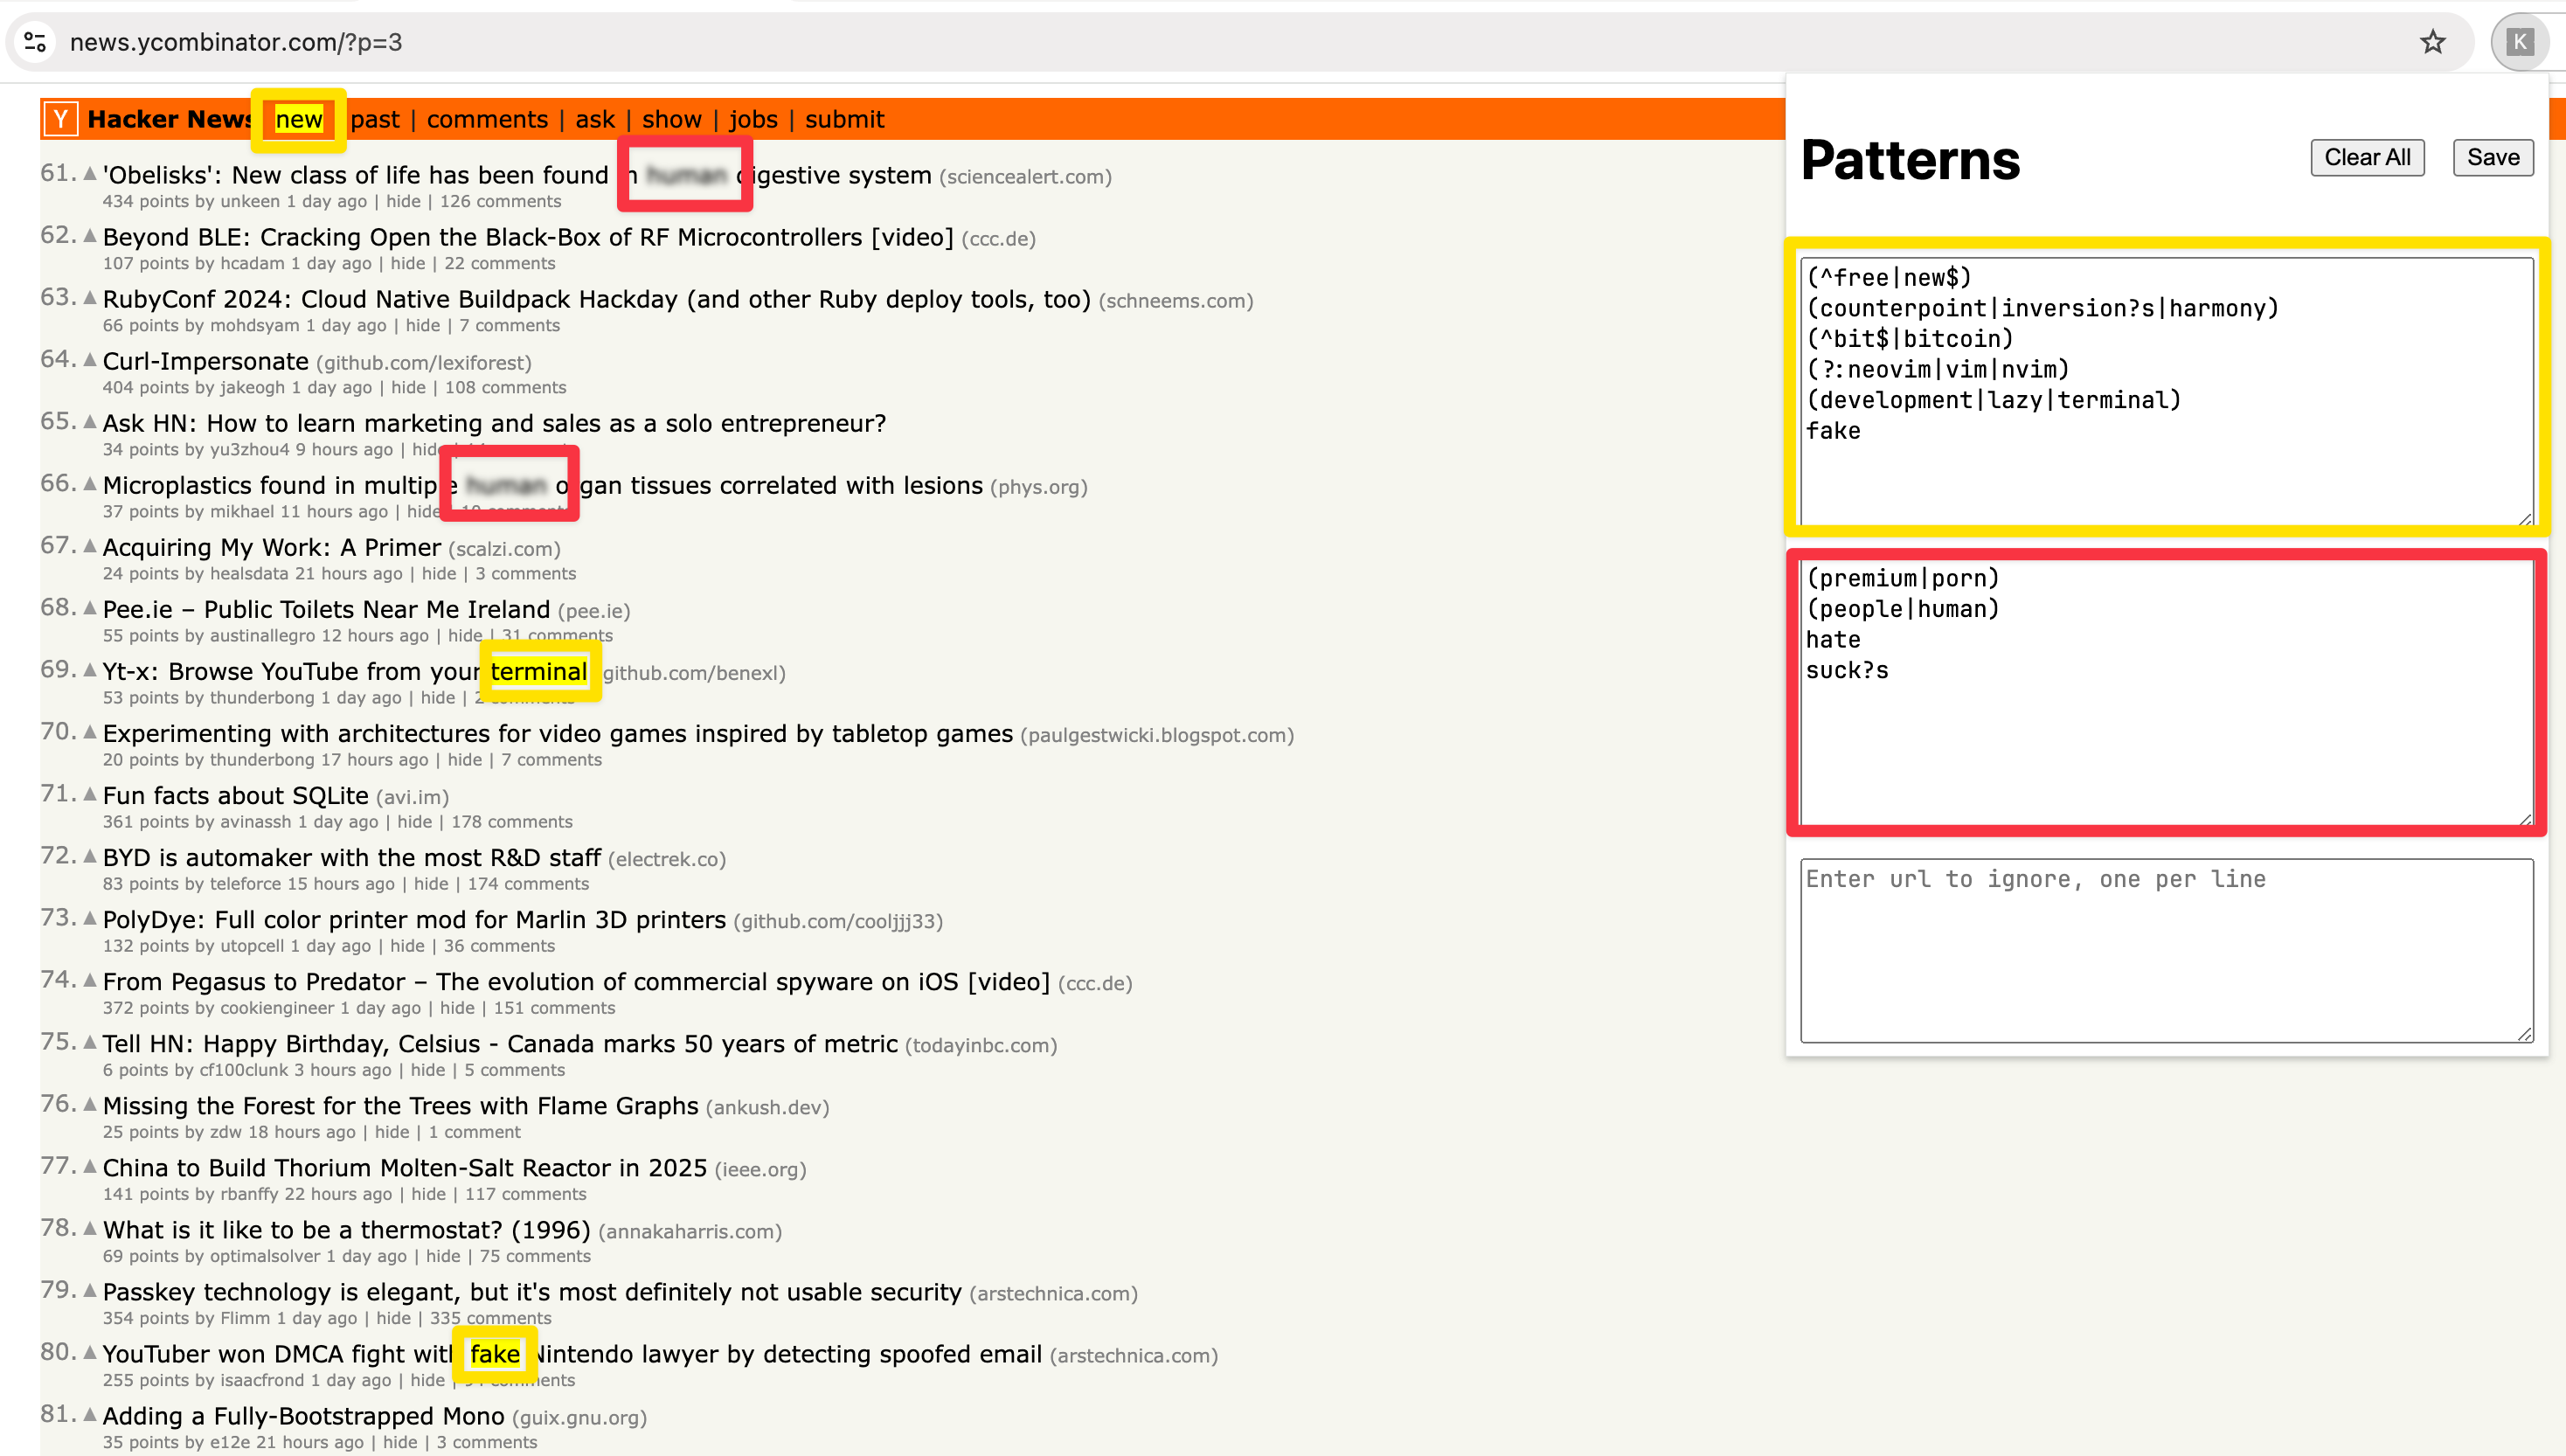 news.ycombinator.com/?p=3
K
Y Hacker News new past | comments | ask | show | jobs | submit
61. 'Obelisks': New class of life has been found in human digestive system (sciencealert.com)
434 points by unkeen 1 day ago | hide | 126 comments
62. Beyond BLE: Cracking Open the Black-Box of RF Microcontrollers [video] (ccc.de)
107 points by hcadam 1 day ago | hide | 22 comments
63. RubyConf 2024: Cloud Native Buildpack Hackday (and other Ruby deploy tools, too) (schneems.com)
66 points by mohdsyam 1 day ago | hide | 7 comments
64. Curl-Impersonate (github.com/lexiforest)
404 points by jakeogh 1 day ago | hide | 108 comments
65. Ask HN: How to learn marketing and sales as a solo entrepreneur?
34 points by yu3zhou4 9 hours ago | hide
66. Microplastics found in multiple human organ tissues correlated with lesions (phys.org)
37 points by mikhael 11 hours ago | hide
67. Acquiring My Work: A Primer (scalzi.com)
24 points by healsdata 21 hours ago | hide | 3 comments
68. Pee.ie – Public Toilets Near Me Ireland (pee.ie)
55 points by austinallegro 12 hours ago | hide | 31 comments
69. Yt-x: Browse YouTube from your terminal github.com/benexl)
53 points by thunderbong 1 day ago | hide | comments
70. Experimenting with architectures for video games inspired by tabletop games (paulgestwicki.blogspot.com)
20 points by thunderbong 17 hours ago | hide | 7 comments
71. Fun facts about SQLite (avi.im)
361 points by avinassh 1 day ago | hide | 178 comments
72. BYD is automaker with the most R&D staff (electrek.co)
83 points by teleforce 15 hours ago | hide | 174 comments
73. PolyDye: Full color printer mod for Marlin 3D printers (github.com/cooljjj33)
132 points by utopcell 1 day ago | hide | 36 comments
74. From Pegasus to Predator – The evolution of commercial spyware on iOS [video] (ccc.de)
372 points by cookiengineer 1 day ago | hide | 151 comments
75. Tell HN: Happy Birthday, Celsius - Canada marks 50 years of metric (todayinbc.com)
6 points by cf100clunk 3 hours ago | hide | 5 comments
76. Missing the Forest for the Trees with Flame Graphs (ankush.dev)
25 points by zdw 18 hours ago | hide | 1 comment
77. China to Build Thorium Molten-Salt Reactor in 2025 (ieee.org)
141 points by rbanffy 22 hours ago | hide | 117 comments
78. What is it like to be a thermostat? (1996) (annakaharris.com)
69 points by optimalsolver 1 day ago | hide | 75 comments
79. Passkey technology is elegant, but it's most definitely not usable security (arstechnica.com)
354 points by Flimm 1 day ago | hide | 335 comments
80. YouTuber won DMCA fight with fake Nintendo lawyer by detecting spoofed email (arstechnica.com)
255 points by isaacfrond 1 day ago | hide | comments
81. Adding a Fully-Bootstrapped Mono (guix.gnu.org)
35 points by e12e 21 hours ago | hide | 3 comments
Patterns
Clear All
Save
(^free|new$)
(counterpoint|inversion?s|harmony)
(^bit$|bitcoin)
(?:neovim|vim|nvim)
(development|lazy|terminal)
fake
(premium|porn)
(people|human)
hate
suck?s
Enter url to ignore, one per line